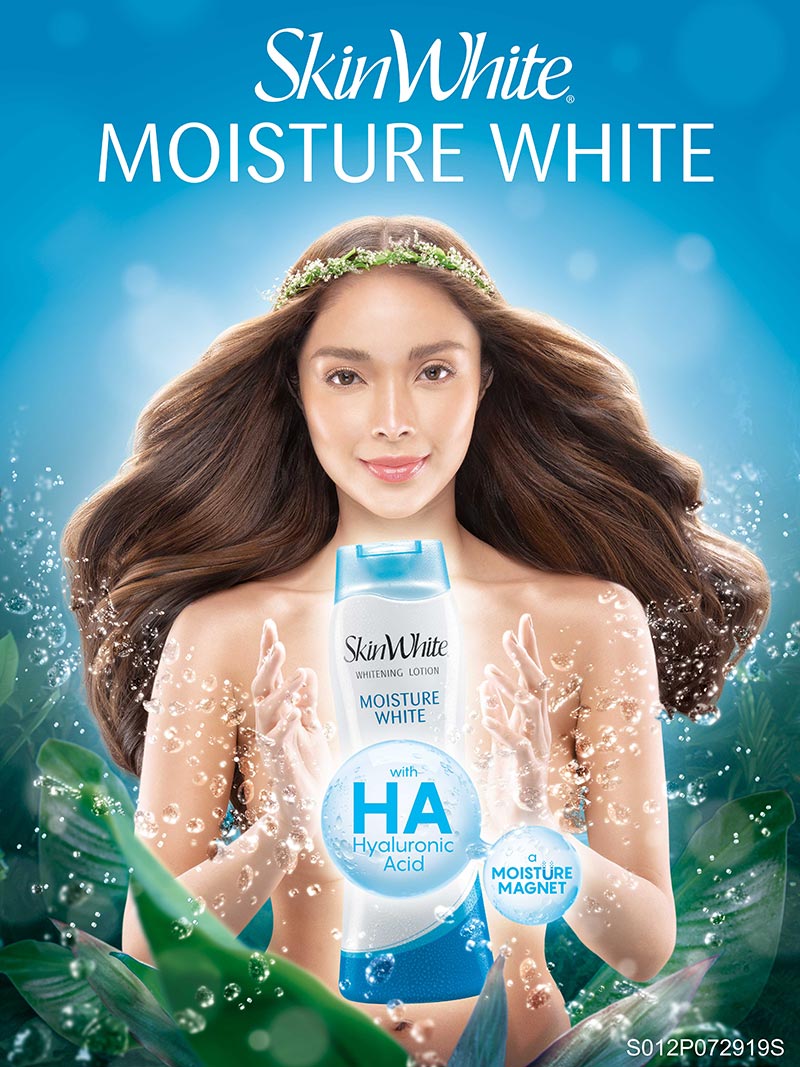 SkinWhite®
MOISTURE WHITE
SkinWhite
WHITENING LOTION
MOISTURE
WHITE
with
HA
Hyaluronic
Acid
a
MOISTURE
MAGNET
S012P072919S